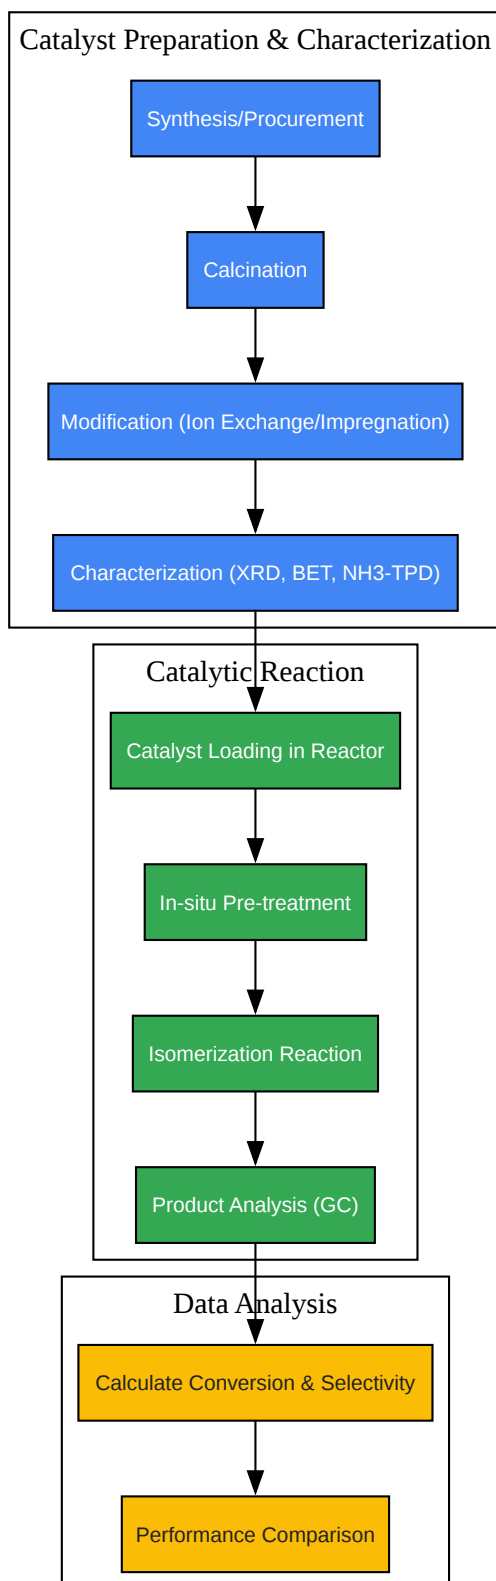 Catalyst Preparation & Characterization
Synthesis/Procurement
Calcination
Modification (Ion Exchange/Impregnation)
Characterization (XRD, BET, NH3-TPD)
Catalytic Reaction
Catalyst Loading in Reactor
In-situ Pre-treatment
Isomerization Reaction
Product Analysis (GC)
Data Analysis
Calculate Conversion & Selectivity
Performance Comparison